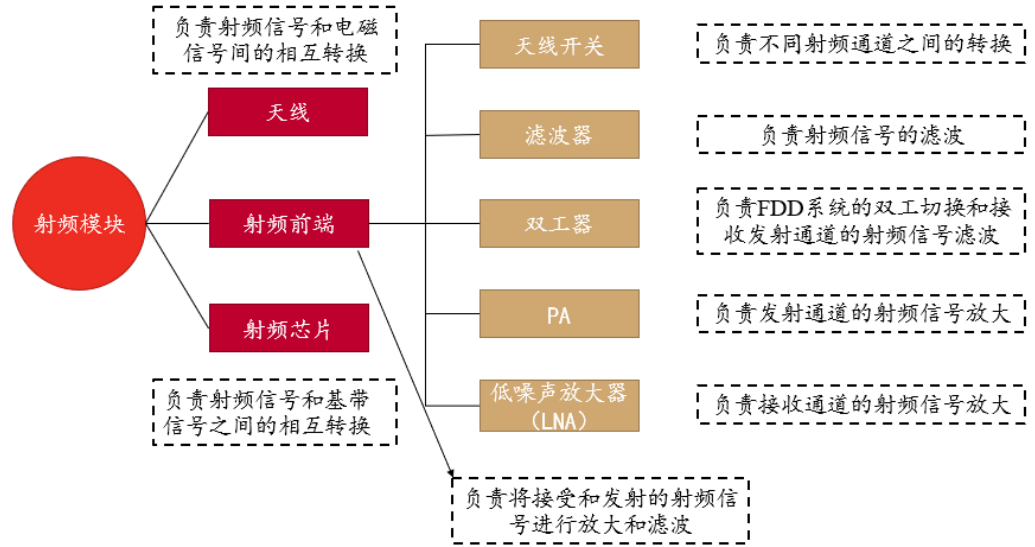 负责射频信号和电磁
信号间的相互转换
天线
射频模块
射频前端
射频芯片
负责射频信号和基带
信号之间的相互转换
天线开关
负责不同射频通道之间的转换
滤波器
负责射频信号的滤波
双工器
负责FDD系统的双工切换和接
收发射通道的射频信号滤波
PA
负责发射通道的射频信号放大
低噪声放大器
（LNA）
负责接收通道的射频信号放大
负责将接受和发射的射频信
号进行放大和滤波